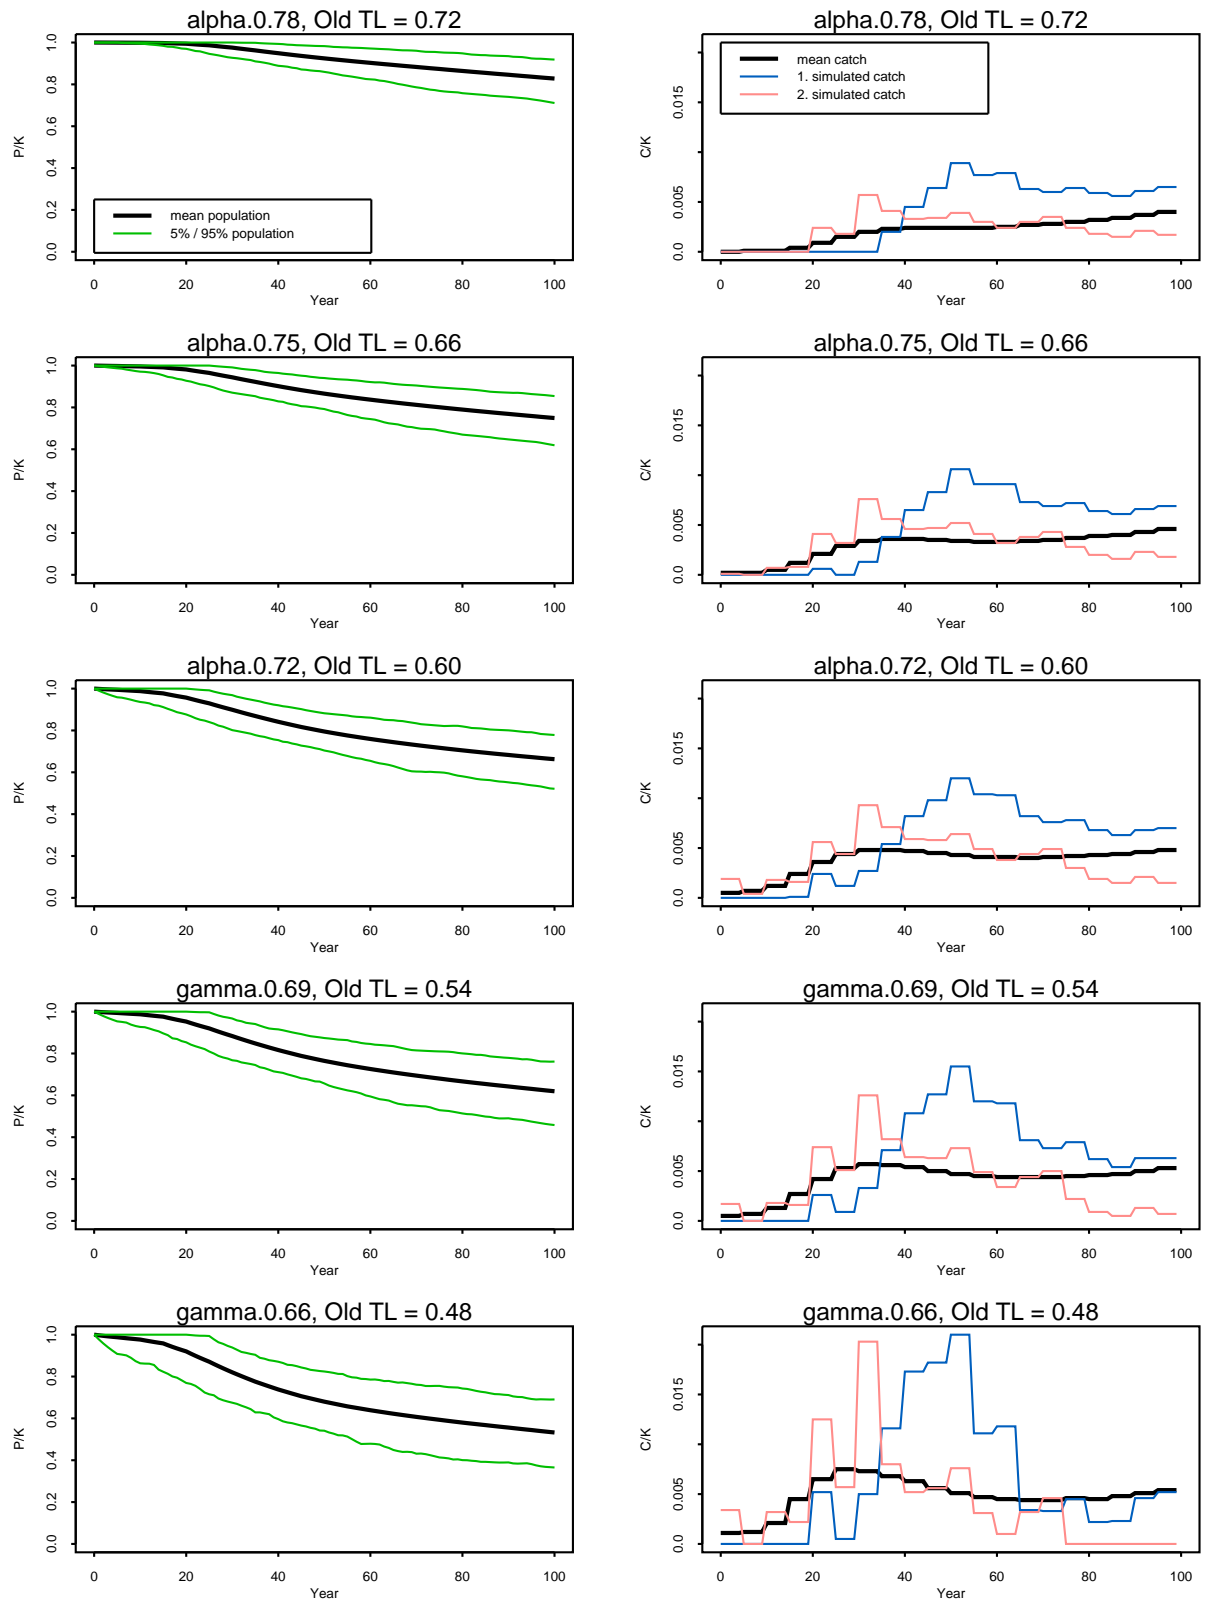 alpha.0.78, Old TL = 0.72
P/K
1.0
0.8
0.6
0.4
0.2
0.0
mean population
5% / 95% population
0 20 40 60 80 100
Year
alpha.0.78, Old TL = 0.72
C/K
0.015
0.005
0.0
mean catch
1. simulated catch
2. simulated catch
0 20 40 60 80 100
Year
alpha.0.75, Old TL = 0.66
P/K
1.0
0.8
0.6
0.4
0.2
0.0
0 20 40 60 80 100
Year
alpha.0.75, Old TL = 0.66
C/K
0.015
0.005
0.0
0 20 40 60 80 100
Year
alpha.0.72, Old TL = 0.60
P/K
1.0
0.8
0.6
0.4
0.2
0.0
0 20 40 60 80 100
Year
alpha.0.72, Old TL = 0.60
C/K
0.015
0.005
0.0
0 20 40 60 80 100
Year
gamma.0.69, Old TL = 0.54
P/K
1.0
0.8
0.6
0.4
0.2
0.0
0 20 40 60 80 100
Year
gamma.0.69, Old TL = 0.54
C/K
0.015
0.005
0.0
0 20 40 60 80 100
Year
gamma.0.66, Old TL = 0.48
P/K
1.0
0.8
0.6
0.4
0.2
0.0
0 20 40 60 80 100
Year
gamma.0.66, Old TL = 0.48
C/K
0.015
0.005
0.0
0 20 40 60 80 100
Year